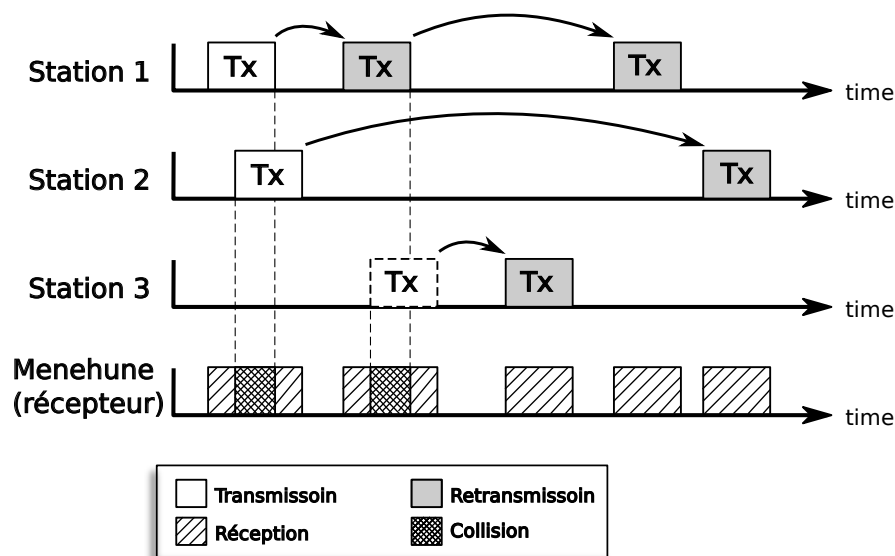 Station 1
Tx
Tx
Tx
time
Station 2
Tx
Tx
time
Station 3
Tx
Tx
time
Menehune
(récepteur)
time
Transmissoin
Retransmissoin
Réception
Collision